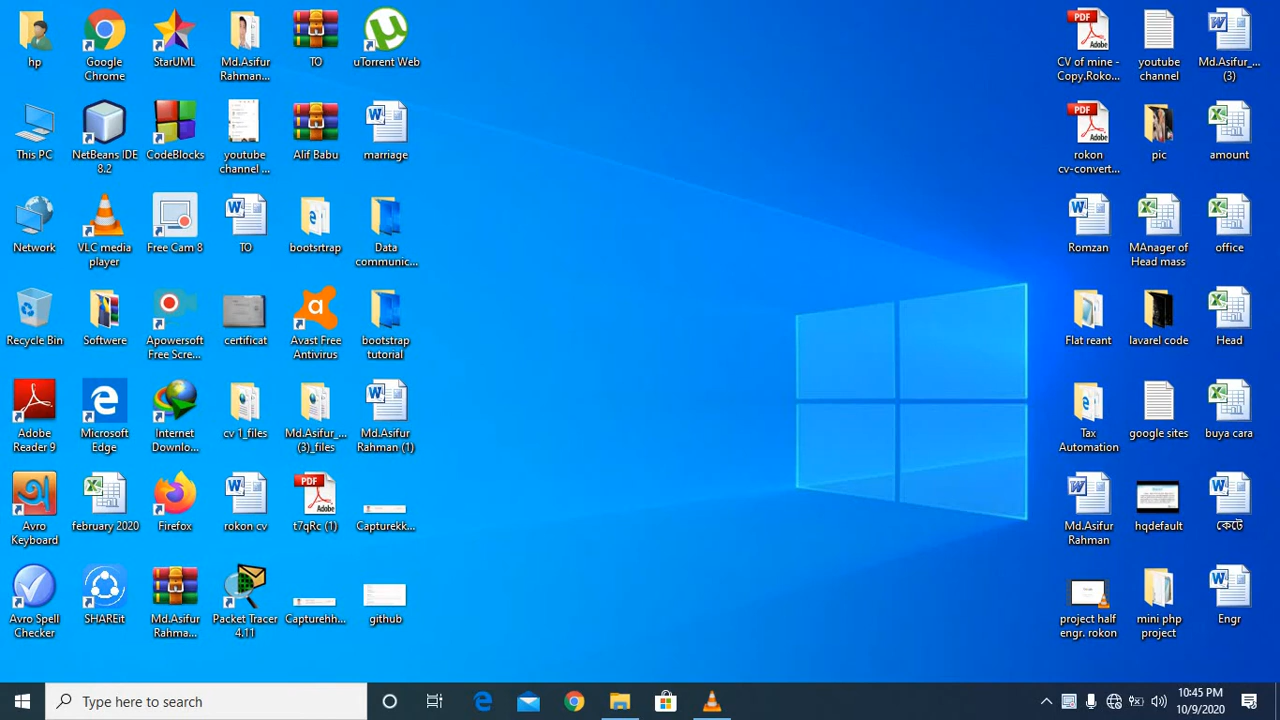 hp
Google
Chrome
StarUML
Md.Asifur
Rahman...
TO
uTorrent Web
This PC
NetBeans IDE
8.2
CodeBlocks
youtube
channel ...
Alif Babu
marriage
Network
VLC media
player
Free Cam 8
TO
bootsrtrap
Data
communic...
Recycle Bin
Softwere
Apowersoft
Free Scre...
certificat
Avast Free
Antivirus
bootstrap
tutorial
Adobe
Reader 9
Microsoft
Edge
Internet
Downlo...
cv 1_files
Md.Asifur_...
(3)_files
Md.Asifur
Rahman (1)
Avro
Keyboard
february 2020
Firefox
rokon cv
PDF
Adobe
t7qRc (1)
Capturekk...
Avro Spell
Checker
SHAREit
Md.Asifur
Rahma...
Packet Tracer
4.11
Capturehh...
github
PDF
Adobe
CV of mine -
Copy.Roko...
youtube
channel
Md.Asifur_...
(3)
PDF
Adobe
rokon
cv-convert...
pic
amount
Romzan
MAnager of
Head mass
office
Flat reant
lavarel code
Head
Tax
Automation
google sites
buya cara
Md.Asifur
Rahman
hqdefault
কেটে
project half
engr. rokon
mini php
project
Engr
Type here to search
10:45 PM
10/9/2020